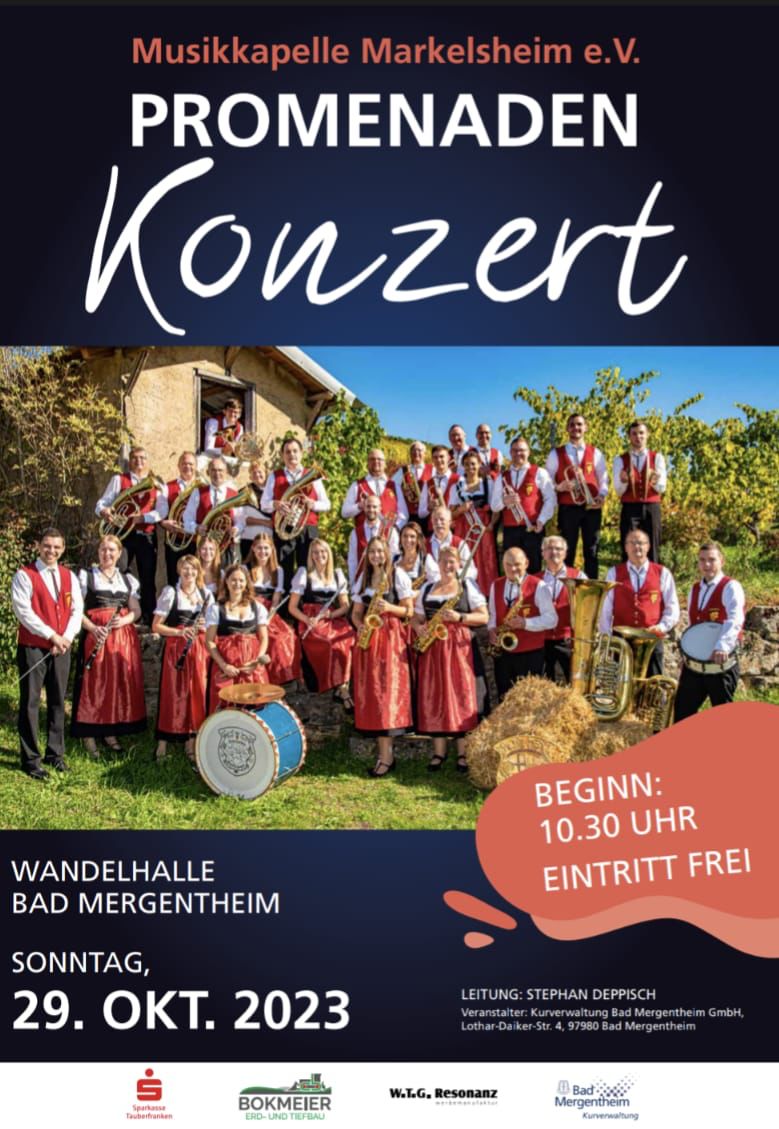 Musikkapelle Markelsheim e.V.
PROMENADEN
Konzert
BEGINN:
10.30 UHR
EINTRITT FREI
WANDELHALLE
BAD MERGENTHEIM
SONNTAG,
29. OKT. 2023
LEITUNG: STEPHAN DEPPISCH
Veranstalter: Kurverwaltung Bad Mergentheim GmbH,
Lothar-Daiker-Str. 4, 97980 Bad Mergentheim
Sparkasse
Tauberfranken
BOKMEIER
ERD- UND TIEFBAU
W.T.G. Resonanz
werbemanufaktur
Bad
Mergentheim
Kurverwaltung